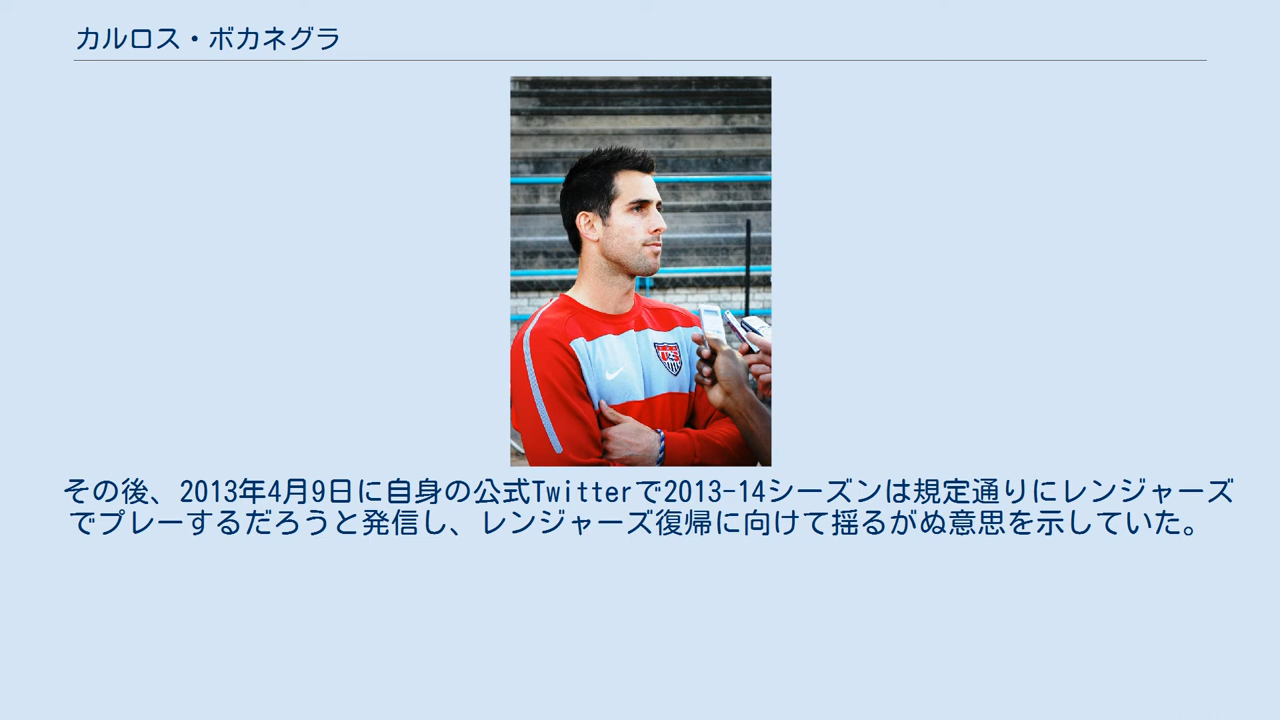 カルロス・ボカネグラ
その後、2013年4月9日に自身の公式Twitterで2013-14シーズンは規定通りにレンジャーズ
でプレーするだろうと発信し、レンジャーズ復帰に向けて揺るがぬ意思を示していた。